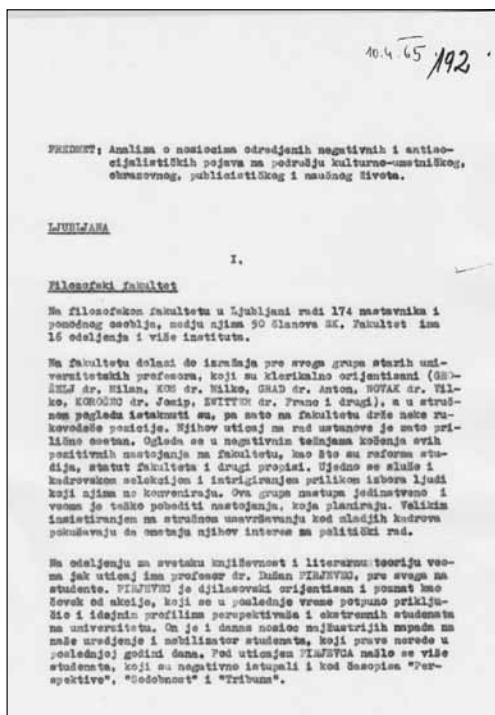 10.4.65 192
PREDMET: Analiza o nosiocima odredjenih negativnih i antiso-
cijalističkih pojava na području kulturno-umetničkog,
obrazovnog, publicističkog i naučnog života.
LJUBLJANA
I.
Filozofski fakultet
Na filozofskom fakultetu u Ljubljani radi 174 nastavnika i
pomoćnog osoblja, medju njima 50 članova SK. Fakultet ima
16 odeljenja i više instituta.
Na fakultetu dolazi do izražaja pre svega grupa starih uni-
verzitetskih profesora, koji su klerikalno orijentisani (GRO-
ŠELJ dr. Milan, KOS dr. Milko, GRAD dr. Anton, NOVAK dr. Vil-
ko, KOROŠEC dr. Josip, ZWITTER dr. Franc i drugi), a u struč-
nom pogledu istaknuti su, pa zato na fakultetu drže neke ru-
kovodeće pozicije. Njihov uticaj na rad ustanove je zato pri-
lično osetan. Ogleda se u negativnim težnjama kočenja svih
pozitivnih nastojanja na fakultetu, kao što su reforma stu-
dija, statut fakulteta i drugi propisi. Ujedno se služe i
kadrovskom selekcijom i intrigiranjem prilikom izbora ljudi
koji njima ne konveniraju. Ova grupa nastupa jedinstveno i
veoma je teško pobediti nastojanja, koja planiraju. Velikim
insistiranjem na stručnom usavršavanju kod mladjih kadrova
pokušavaju da ometaju njihov interes za politički rad.
Na odeljenju za svetsku književnost i literarnu teoriju veo-
ma jak uticaj ima profesor dr. Dušan PIRJEVEC, pre svega na
studente. PIRJEVEC je djilasovski orijentisan i poznat kao
čovek od akcije, koji se u poslednje vreme potpuno priklju-
čio i idejnim profilima perspektivaša i ekstremnih studenata
na univerzitetu. On je i danas nosioc najžustrijih napada na
naše uredjenje i mobilizator studenata, koji prave nerede u
poslednjoj godini dana. Pod uticajem PIRJEVCA našlo se više
studenata, koji su negativno istupali i kod časopisa "Per-
spektive", "Sodobnost" i "Tribuna".